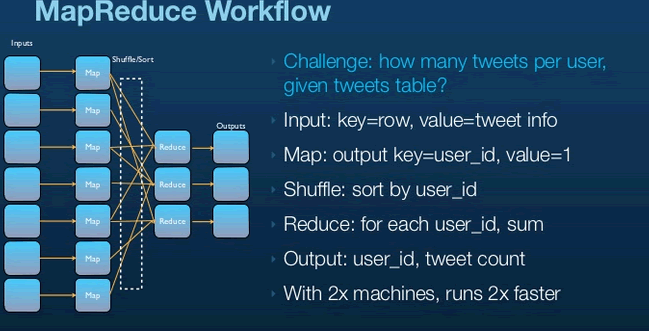 MapReduce Workflow
Inputs
Shuffle/Sort
Map
Map
Map
Map
Map
Map
Map
Reduce
Reduce
Reduce
Outputs
Challenge: how many tweets per user,
given tweets table?
Input: key=row, value=tweet info
Map: output key=user_id, value=1
Shuffle: sort by user_id
Reduce: for each user_id, sum
Output: user_id, tweet count
With 2x machines, runs 2x faster